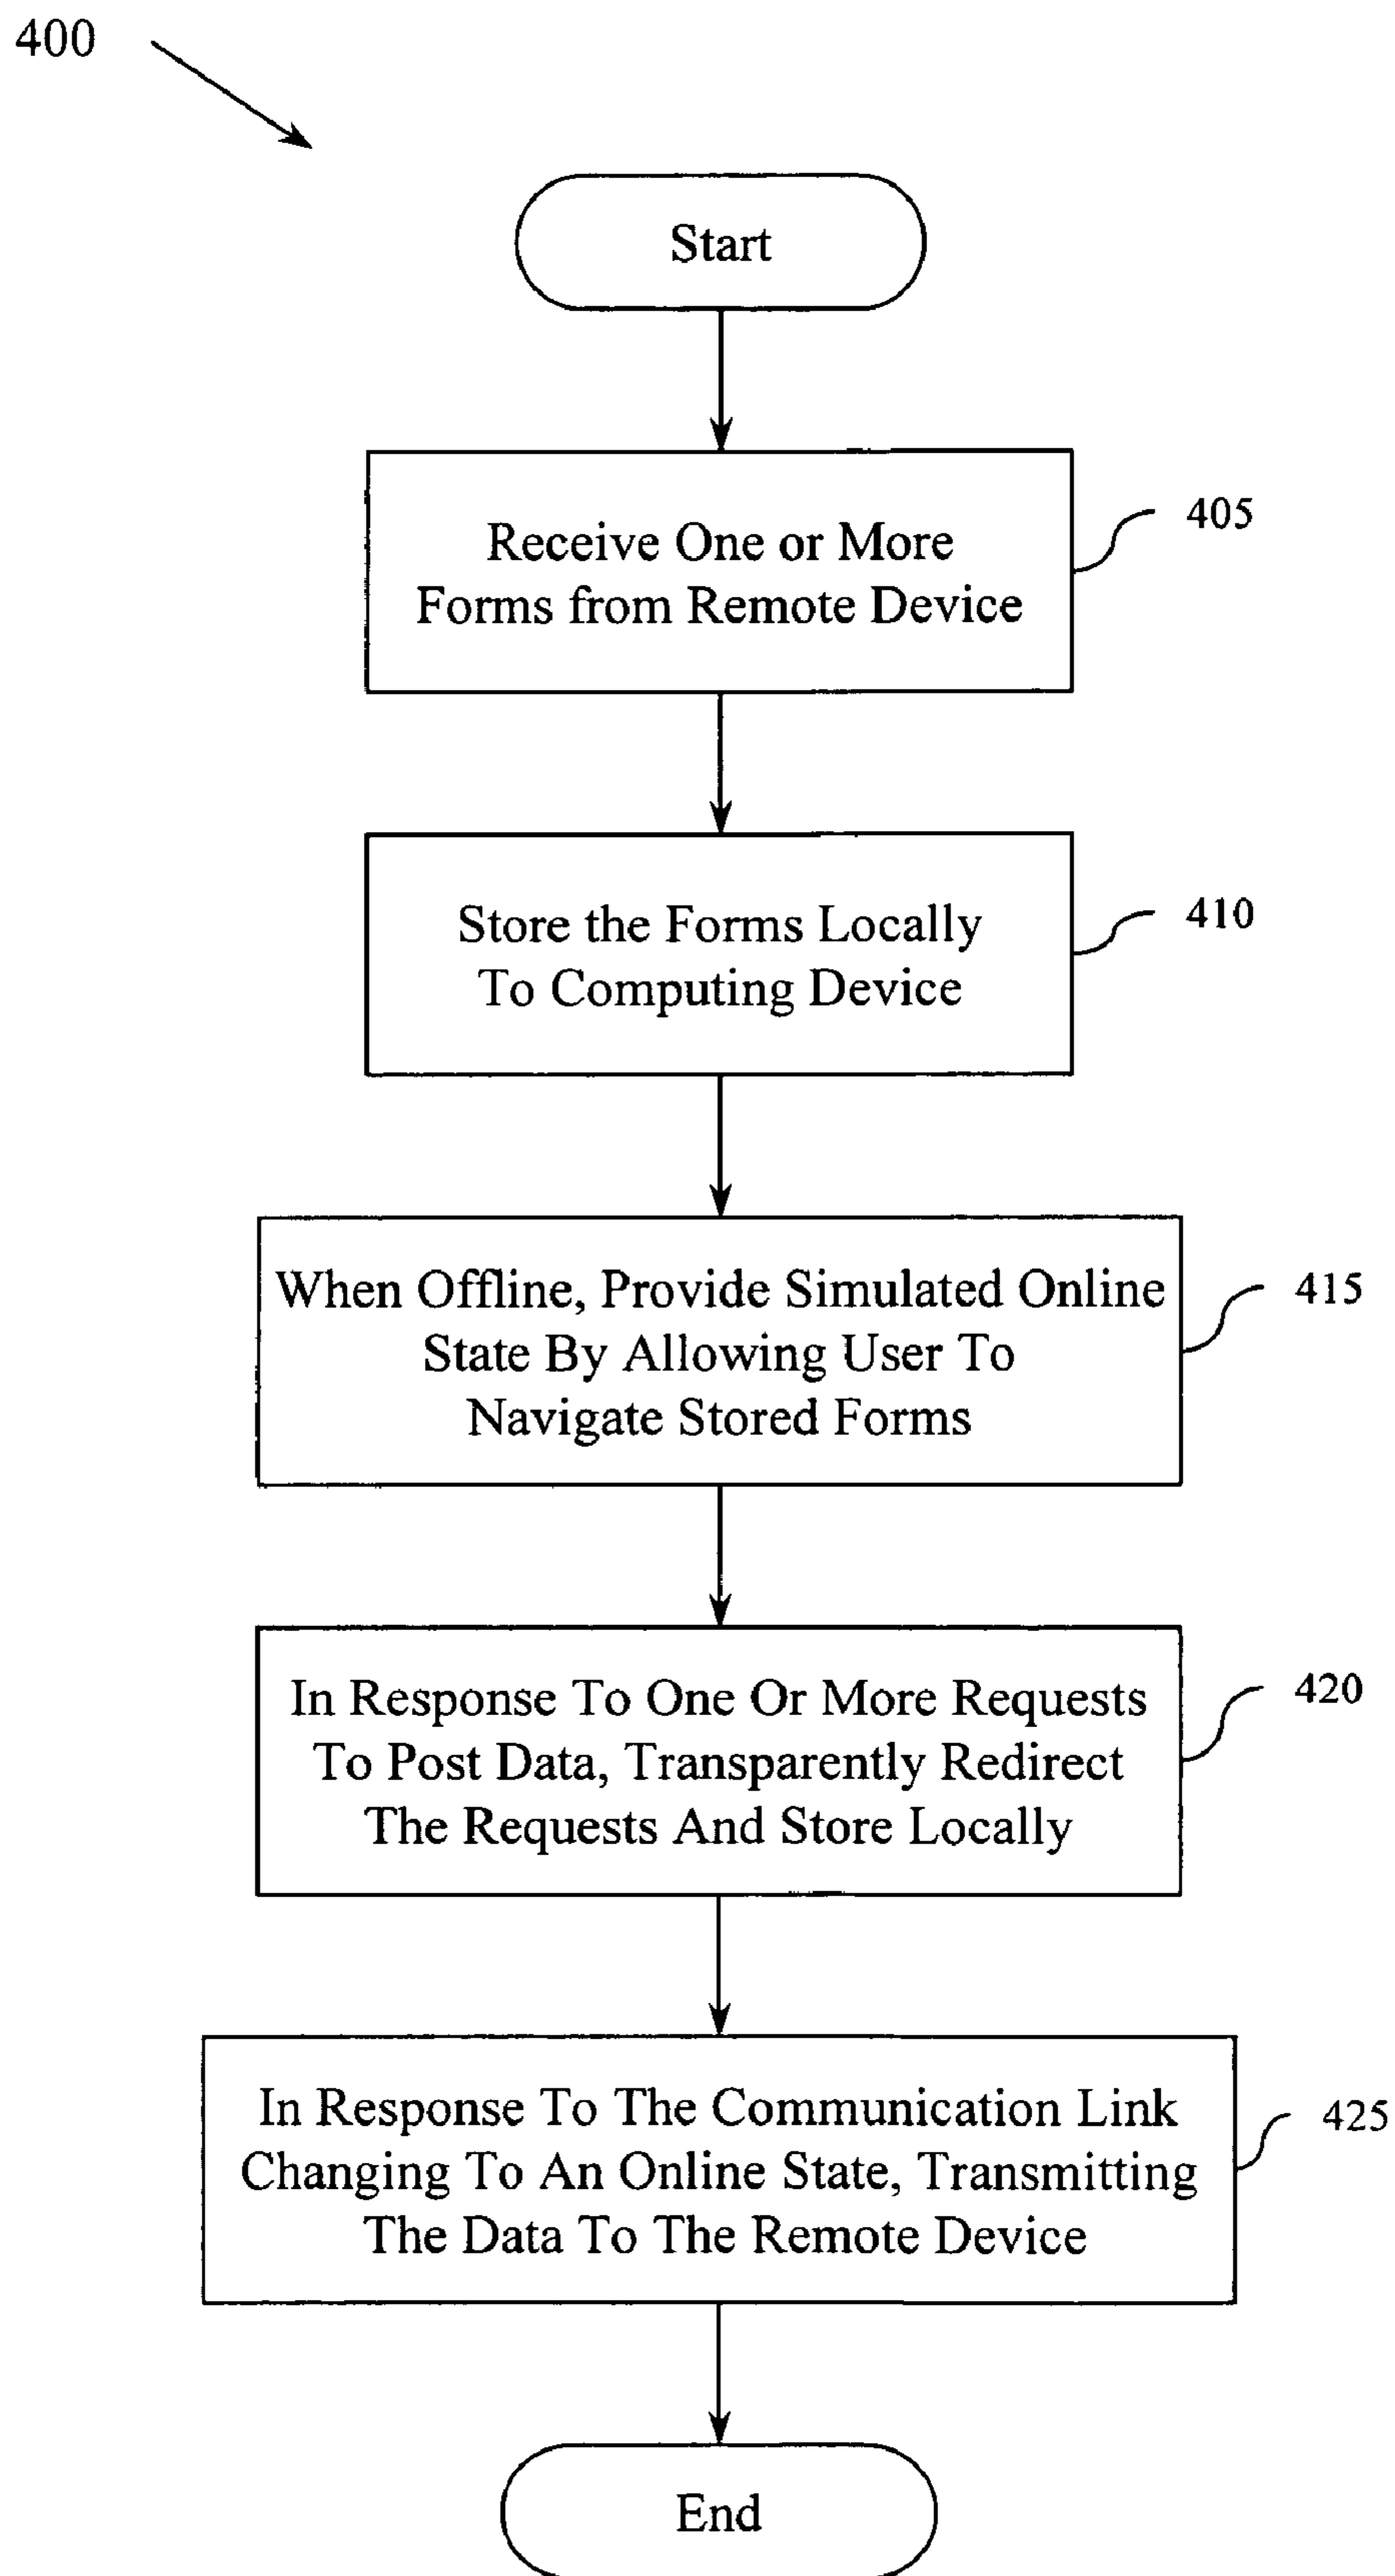 400
Start
Receive One or More
Forms from Remote Device
405
Store the Forms Locally
To Computing Device
410
When Offline, Provide Simulated Online
State By Allowing User To
Navigate Stored Forms
415
In Response To One Or More Requests
To Post Data, Transparently Redirect
The Requests And Store Locally
420
In Response To The Communication Link
Changing To An Online State, Transmitting
The Data To The Remote Device
425
End